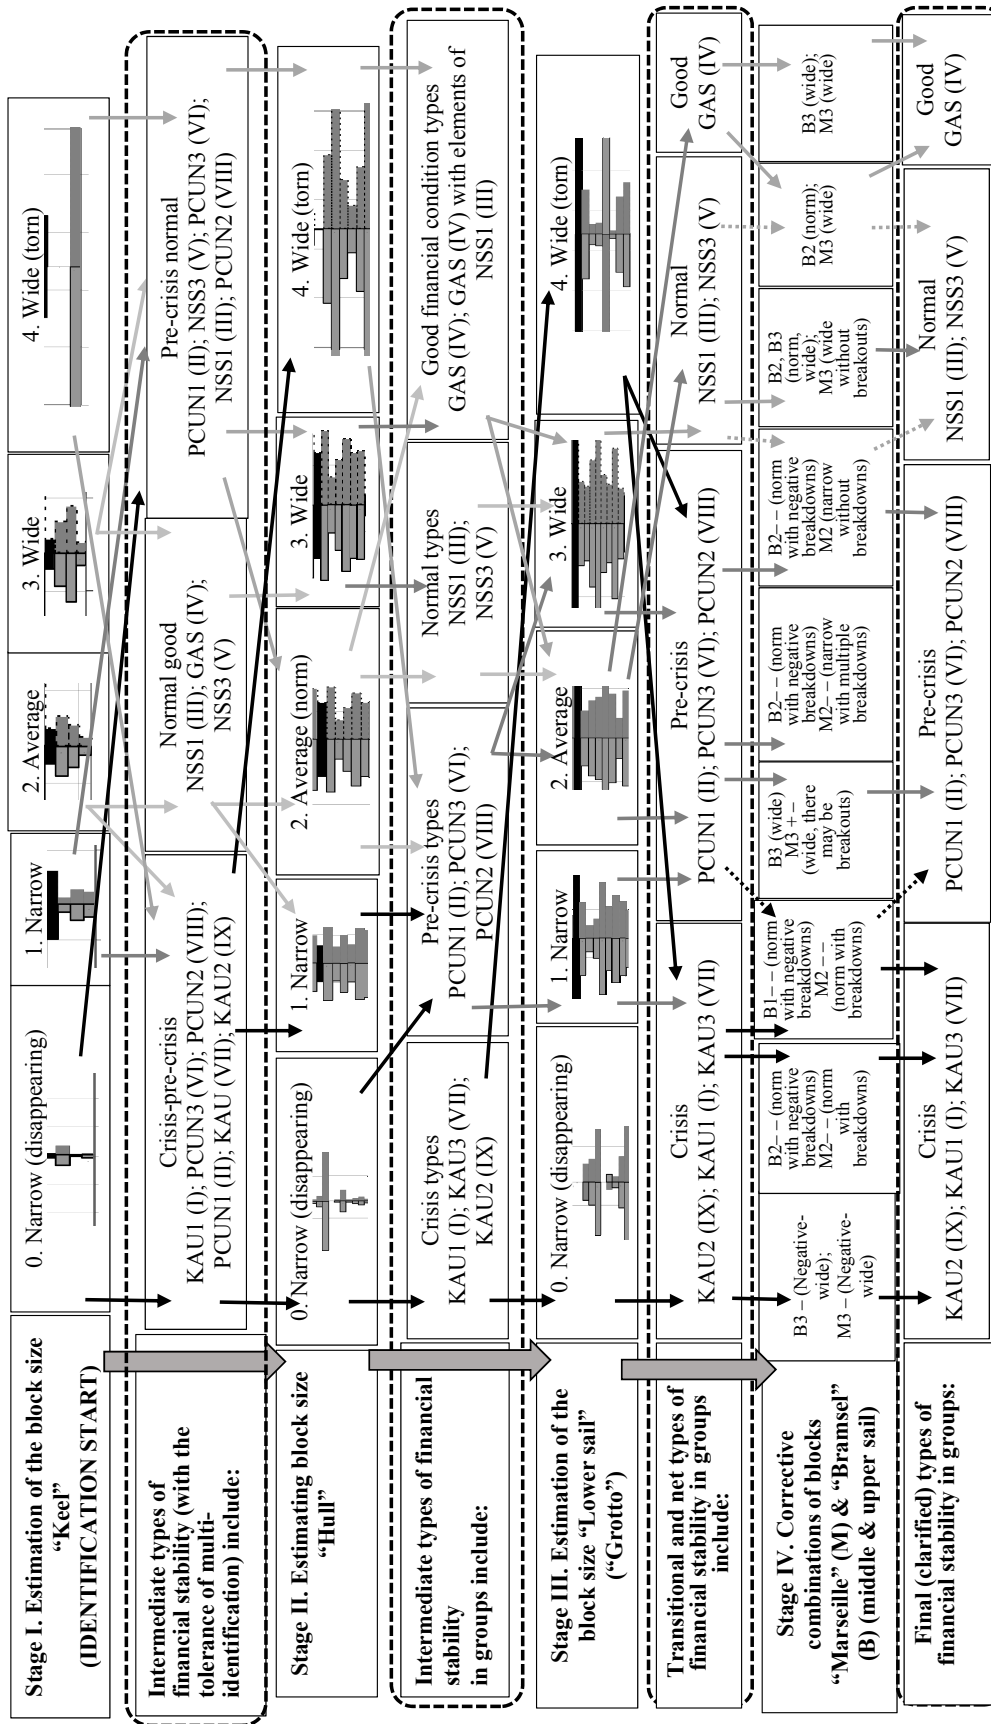 Stage I. Estimation of the block size
“Keel”
(IDENTIFICATION START)
0. Narrow (disappearing)
1. Narrow
2. Average
3. Wide
4. Wide (torn)
Intermediate types of
financial stability (with the
tolerance of multi-
identification) include:
Crisis-pre-crisis
KAU1 (I); PCUN3 (VI); PCUN2 (VIII);
PCUN1 (II); KAU (VII); KAU2 (IX)
Normal good
NSS1 (III); GAS (IV);
NSS3 (V)
Pre-crisis normal
PCUN1 (II); NSS3 (V); PCUN3 (VI);
NSS1 (III); PCUN2 (VIII)
Stage II. Estimating block size
“Hull”
0. Narrow (disappearing)
1. Narrow
2. Average (norm)
3. Wide
4. Wide (torn)
Intermediate types of financial
stability
in groups include:
Crisis types
KAU1 (I); KAU3 (VII);
KAU2 (IX)
Pre-crisis types
PCUN1 (II); PCUN3 (VI);
PCUN2 (VIII)
Normal types
NSS1 (III);
NSS3 (V)
Good financial condition types
GAS (IV); GAS (IV) with elements of
NSS1 (III)
Stage III. Estimation of the
block size “Lower sail”
(“Grotto”)
0. Narrow (disappearing)
1. Narrow
2. Average
3. Wide
4. Wide (torn)
Transitional and net types of
financial stability in groups
include:
Crisis
KAU2 (IX); KAU1 (I); KAU3 (VII)
Pre-crisis
PCUN1 (II); PCUN3 (VI); PCUN2 (VIII)
Normal
NSS1 (III); NSS3 (V)
Good
GAS (IV)
Stage IV. Corrective
combinations of blocks
“Marseille” (M) & “Bramsel”
(B) (middle & upper sail)
B3 – (Negative-
wide);
M3 – (Negative-
wide)
B2– – (norm
with negative
breakdowns)
M2– – (norm
with
breakdowns)
B1– – (norm
with negative
breakdowns)
M2 – –
(norm with
breakdowns)
B3 (wide)
M3 + –
(wide, there
may be
breakouts)
B2– – (norm
with negative
breakdowns)
M2– – (narrow
with multiple
breakdowns)
B2– – (norm
with negative
breakdowns)
M2 (narrow
without
breakdowns)
B2, B3
(norm,
wide);
M3 (wide
without
breakouts)
B2 (norm);
M3 (wide)
B3 (wide);
M3 (wide)
Final (clarified) types of
financial stability in groups:
Crisis
KAU2 (IX); KAU1 (I); KAU3 (VII)
Pre-crisis
PCUN1 (II); PCUN3 (VI); PCUN2 (VIII)
Normal
NSS1 (III); NSS3 (V)
Good
GAS (IV)